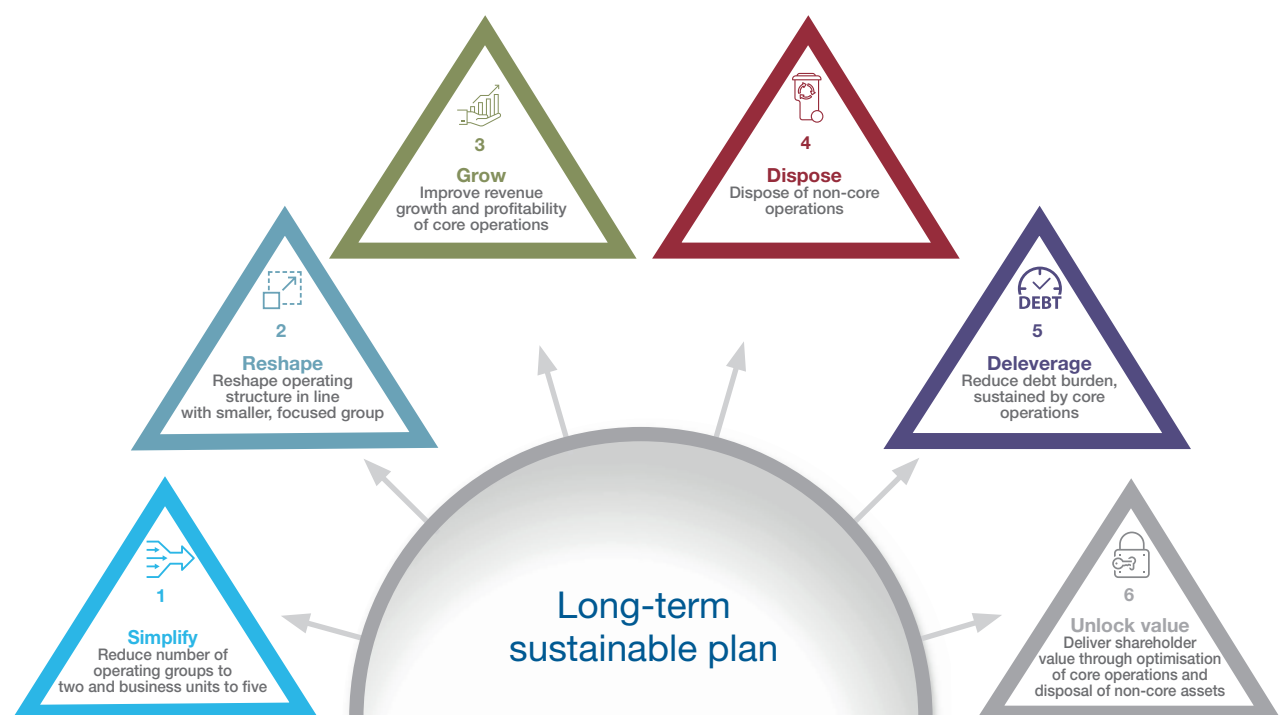 1
Simplify
Reduce number of
operating groups to
two and business units to five
2
Reshape
Reshape operating
structure in line
with smaller, focused group
3
Grow
Improve revenue
growth and profitability
of core operations
4
Dispose
Dispose of non-core
operations
DEBT
5
Deleverage
Reduce debt burden,
sustained by core
operations
6
Unlock value
Deliver shareholder
value through optimisation
of core operations and
disposal of non-core assets
Long-term
sustainable plan